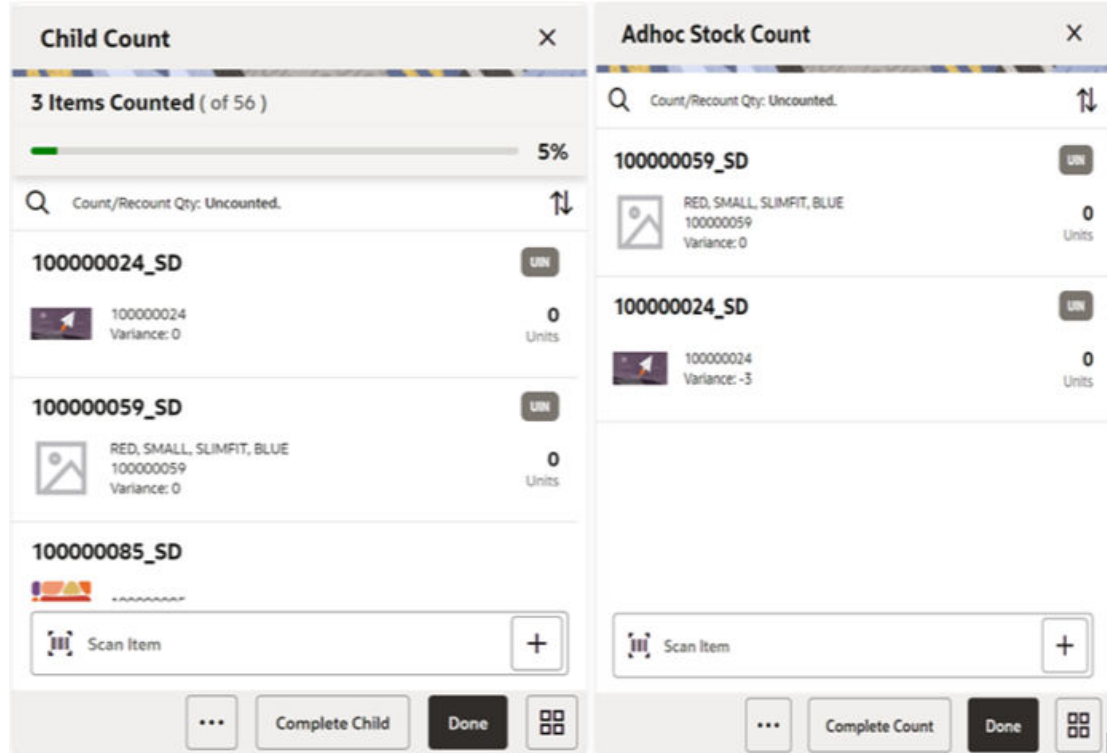 Child Count
3 Items Counted ( of 56 )
5%
Count/Recount Qty: Uncounted.
100000024_SD
UIN
100000024
Variance: 0
0
Units
100000059_SD
UIN
RED, SMALL, SLIMFIT, BLUE
100000059
Variance: 0
0
Units
100000085_SD
Scan Item
Complete Child
Done
Adhoc Stock Count
Count/Recount Qty: Uncounted.
100000059_SD
UIN
RED, SMALL, SLIMFIT, BLUE
100000059
Variance: 0
0
Units
100000024_SD
UIN
100000024
Variance: -3
0
Units
Scan Item
Complete Count
Done